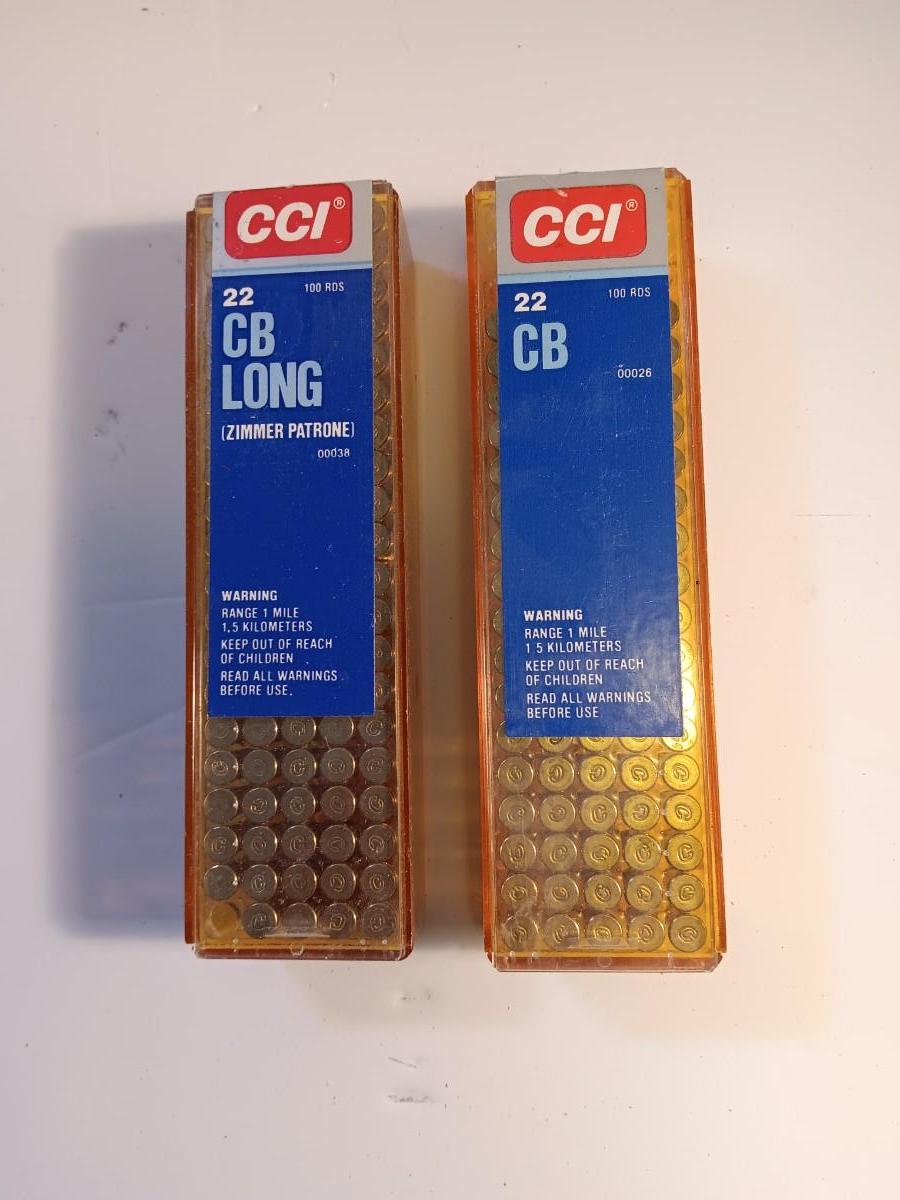 CCI®
22 100 RDS
CB
LONG
(ZIMMER PATRONE)
00038
WARNING
RANGE 1 MILE
1,5 KILOMETERS
KEEP OUT OF REACH
OF CHILDREN
READ ALL WARNINGS
BEFORE USE.
CCI®
22 100 RDS
CB
00026
WARNING
RANGE 1 MILE
1 5 KILOMETERS
KEEP OUT OF REACH
OF CHILDREN
READ ALL WARNINGS
BEFORE USE